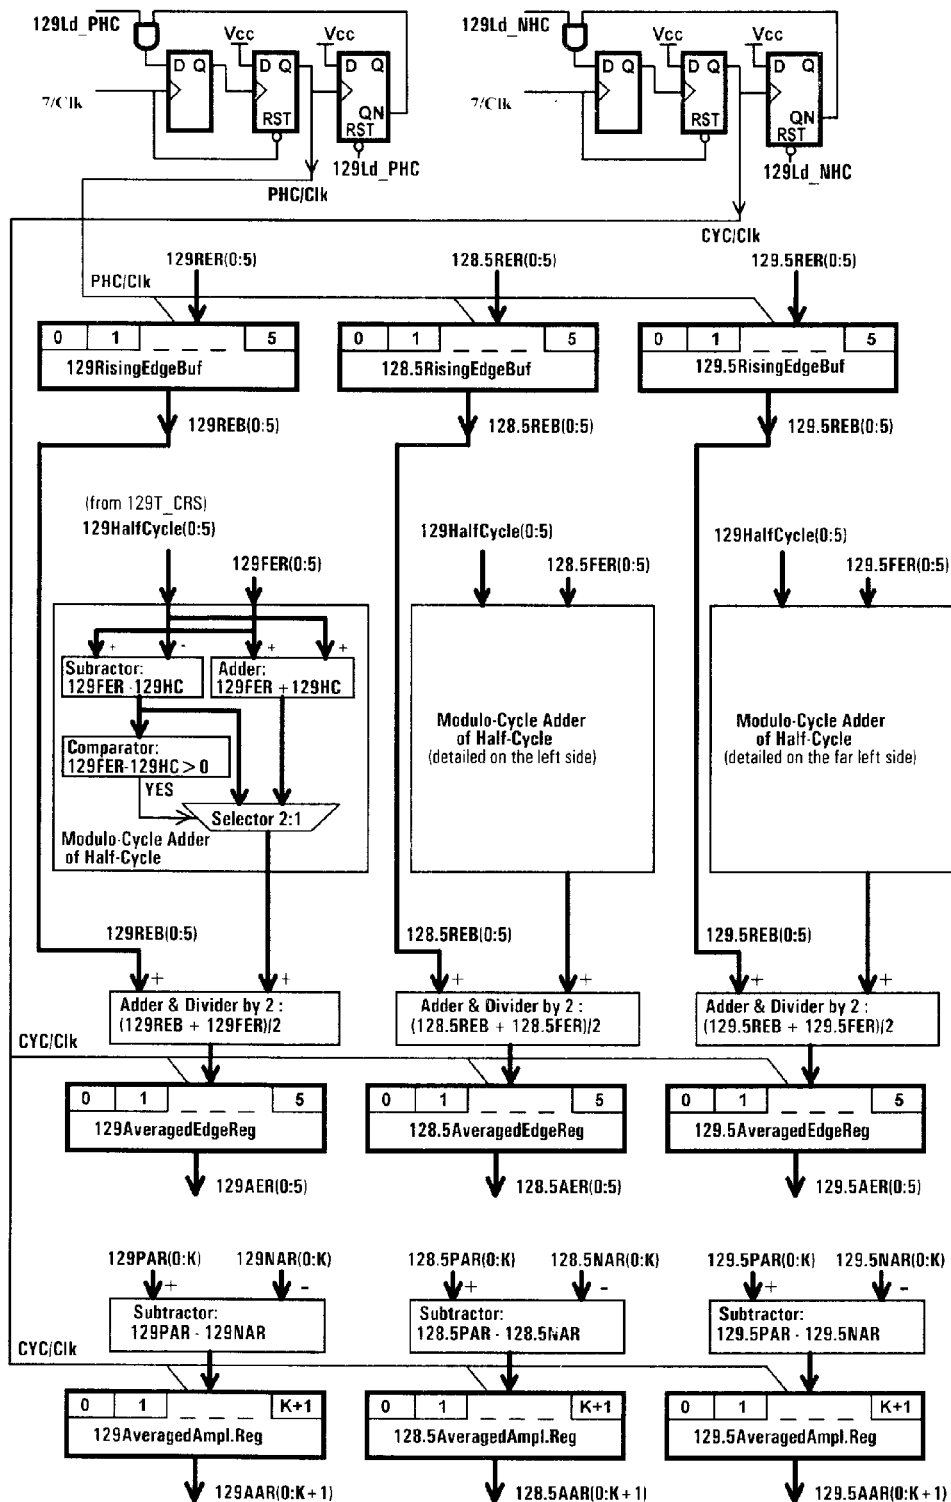 129Ld_PHC
Vcc
Vcc
D Q
D Q
D Q
7/Clk
RST
QN
RST
129Ld_PHC
PHC/Clk
129Ld_NHC
Vcc
Vcc
D Q
D Q
D Q
7/Clk
RST
QN
RST
129Ld_NHC
CYC/Clk
PHC/Clk
129RER(0:5)
128.5RER(0:5)
129.5RER(0:5)
0 1 5
129RisingEdgeBuf
0 1 5
128.5RisingEdgeBuf
0 1 5
129.5RisingEdgeBuf
129REB(0:5)
128.5REB(0:5)
129.5REB(0:5)
(from 129T_CRS)
129HalfCycle(0:5)
129FER(0:5)
129HalfCycle(0:5)
128.5FER(0:5)
129HalfCycle(0:5)
129.5FER(0:5)
+ - + +
Subractor:
129FER-129HC
Adder:
129FER+129HC
Comparator:
129FER-129HC>0
YES
Selector 2:1
Modulo-Cycle Adder
of Half-Cycle
Modulo-Cycle Adder
of Half-Cycle
(detailed on the left side)
Modulo-Cycle Adder
of Half-Cycle
(detailed on the far left side)
129REB(0:5)
128.5REB(0:5)
129.5REB(0:5)
+ +
+ +
+ +
Adder & Divider by 2 :
(129REB + 129FER)/2
Adder & Divider by 2 :
(128.5REB + 128.5FER)/2
Adder & Divider by 2 :
(129.5REB + 129.5FER)/2
CYC/Clk
0 1 5
129AveragedEdgeReg
0 1 5
128.5AveragedEdgeReg
0 1 5
129.5AveragedEdgeReg
129AER(0:5)
128.5AER(0:5)
129.5AER(0:5)
129PAR(0:K) 129NAR(0:K)
128.5PAR(0:K) 128.5NAR(0:K)
129.5PAR(0:K) 129.5NAR(0:K)
+ -
+ -
+ -
Subtractor:
129PAR - 129NAR
Subtractor:
128.5PAR - 128.5NAR
Subtractor:
129.5PAR - 129.5NAR
CYC/Clk
0 1 K+1
129AveragedAmpl.Reg
0 1 K+1
128.5AveragedAmpl.Reg
0 1 K+1
129.5AveragedAmpl.Reg
129AAR(0:K+1)
128.5AAR(0:K+1)
129.5AAR(0:K+1)